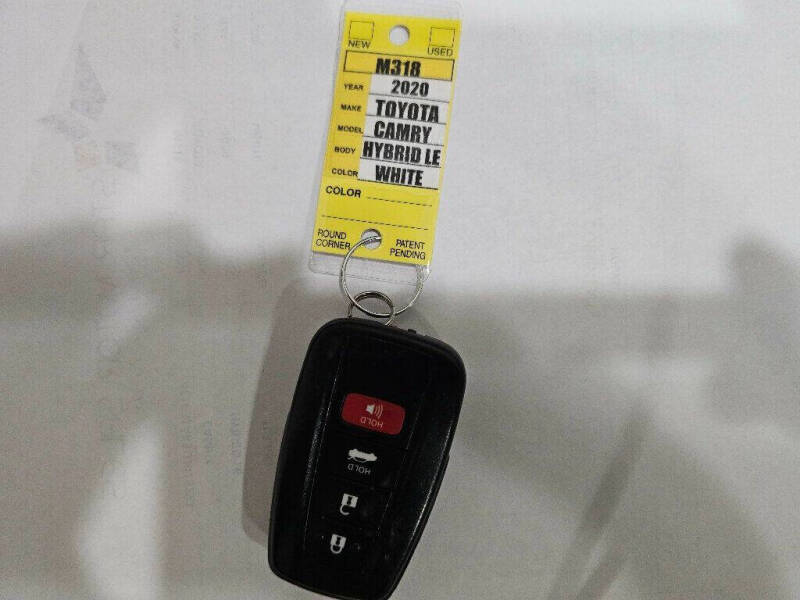 NEW USED
M318
YEAR 2020
MAKE TOYOTA
MODEL CAMRY
BODY HYBRID LE
COLOR WHITE
COLOR
ROUND CORNER
PATENT PENDING
HOLD
HOLD